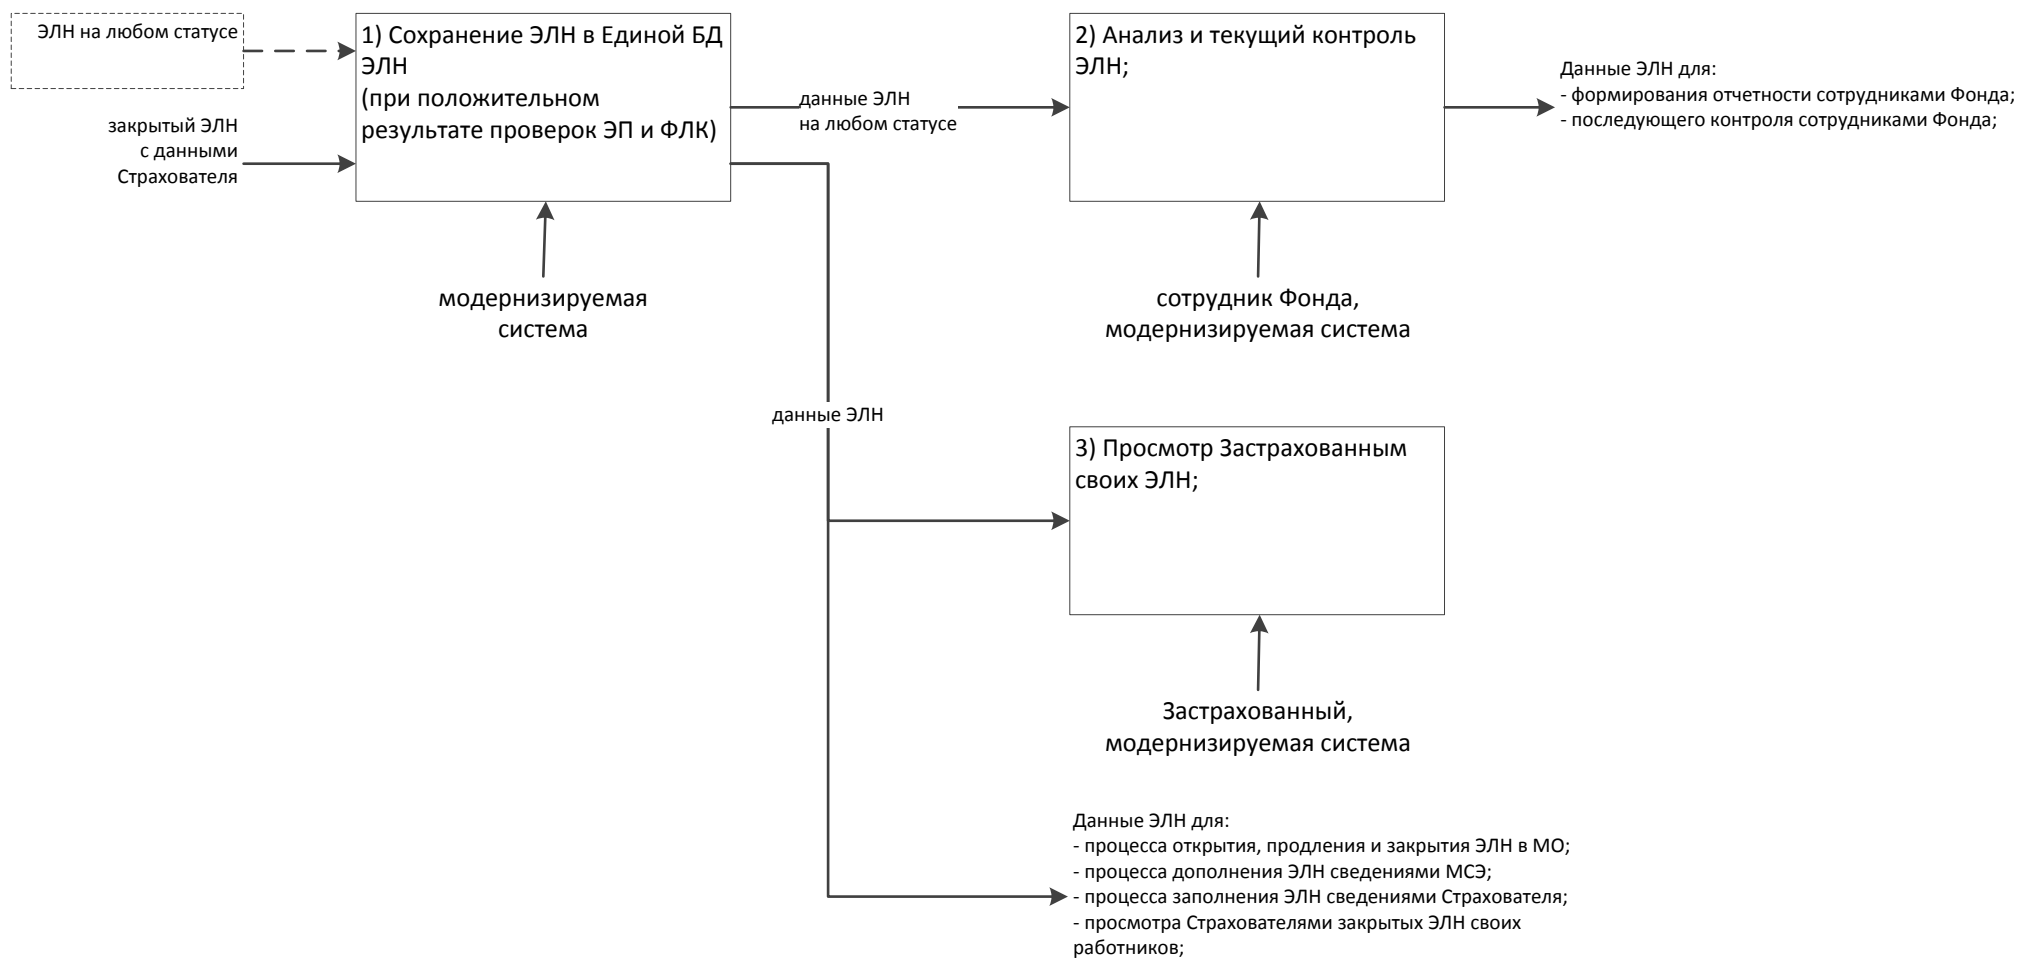 ЭЛН на любом статусе
закрытый ЭЛН
с данными
Страхователя
1) Сохранение ЭЛН в Единой БД
ЭЛН
(при положительном
результате проверок ЭП и ФЛК)
модернизируемая
система
данные ЭЛН
на любом статусе
2) Анализ и текущий контроль
ЭЛН;
сотрудник Фонда,
модернизируемая система
Данные ЭЛН для:
- формирования отчетности сотрудниками Фонда;
- последующего контроля сотрудниками Фонда;
данные ЭЛН
3) Просмотр Застрахованным
своих ЭЛН;
Застрахованный,
модернизируемая система
Данные ЭЛН для:
- процесса открытия, продления и закрытия ЭЛН в МО;
- процесса дополнения ЭЛН сведениями МСЭ;
- процесса заполнения ЭЛН сведениями Страхователя;
- просмотра Страхователями закрытых ЭЛН своих
работников;